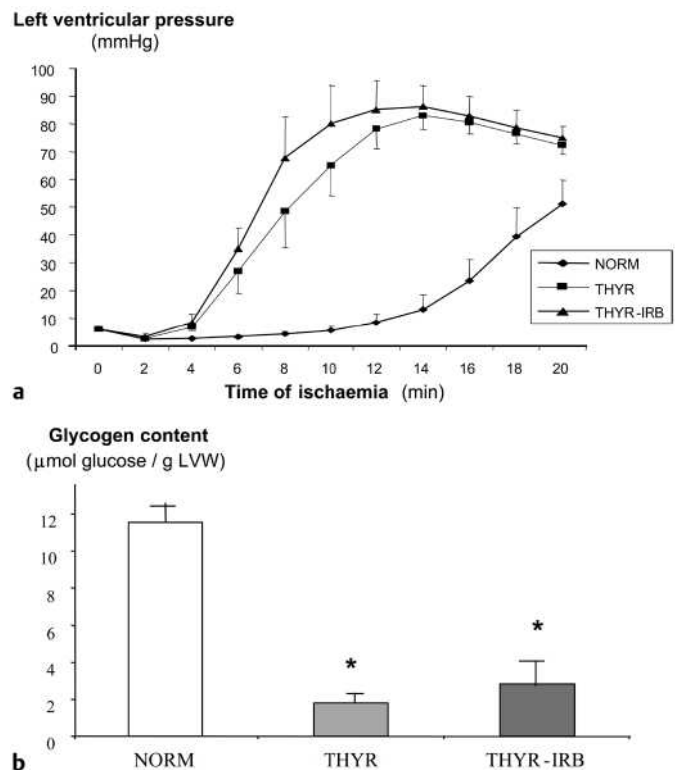 Left ventricular pressure
(mmHg)
100
90
80
70
60
50
40
30
20
10
0
NORM
THYR
THYR-IRB
0 2 4 6 8 10 12 14 16 18 20
a Time of ischaemia (min)
Glycogen content
(μmol glucose / g LVW)
12
10
8
6
4
2
0
* *
b NORM THYR THYR-IRB